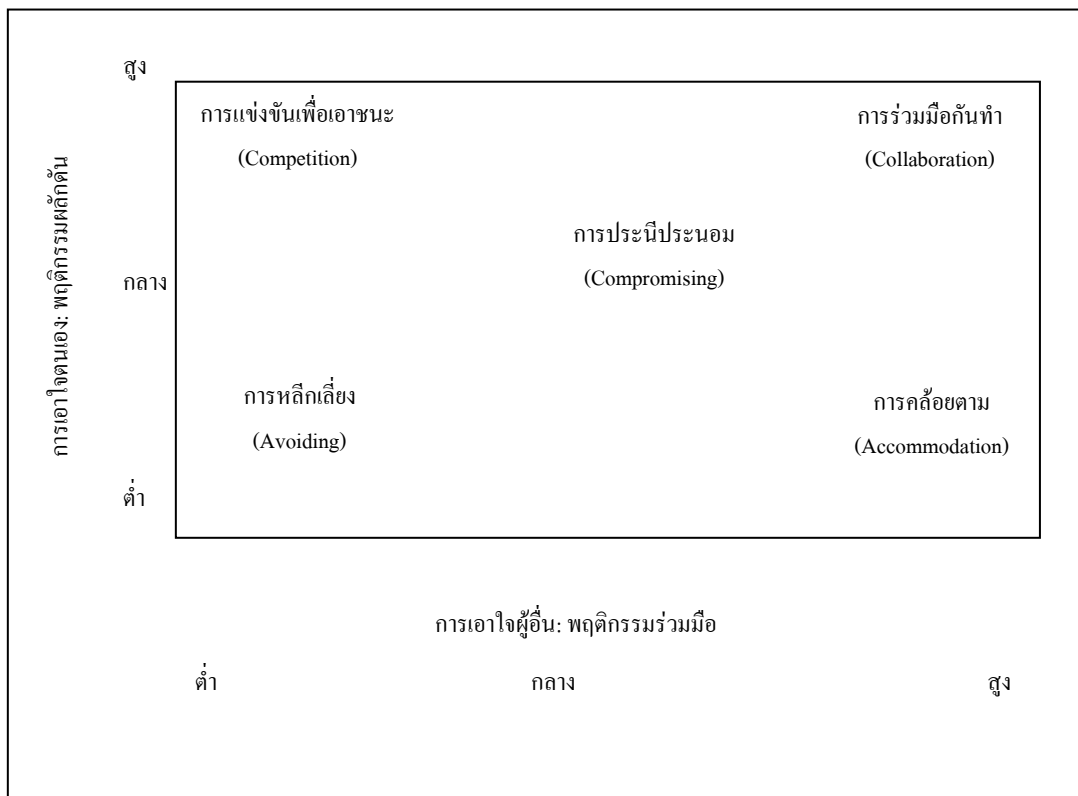 สูง
การแข่งขันเพื่อเอาชนะ
(Competition)
การร่วมมือกันทำ
(Collaboration)
การเอาใจตนเอง: พฤติกรรมผลักดัน
การประนีประนอม
(Compromising)
กลาง
การหลีกเลี่ยง
(Avoiding)
การคล้อยตาม
(Accommodation)
ต่ำ
การเอาใจผู้อื่น: พฤติกรรมร่วมมือ
ต่ำ กลาง สูง